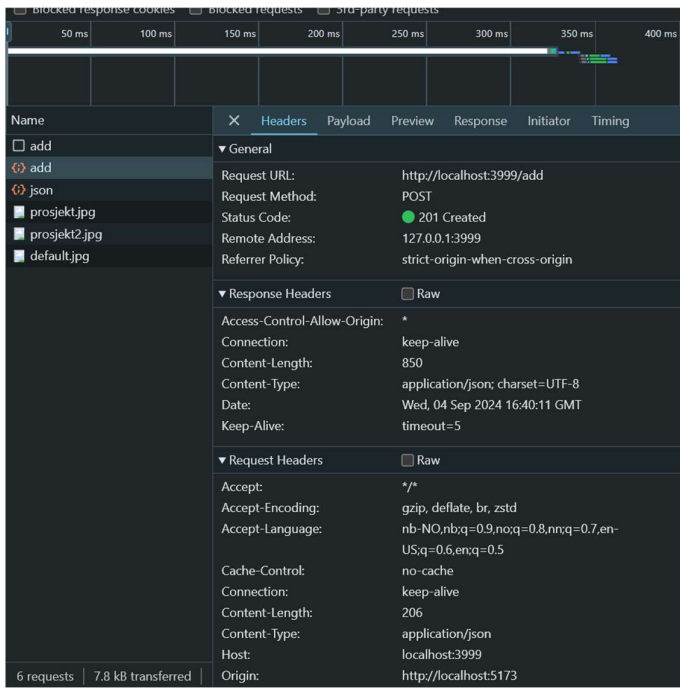 Blocked response cookies Blocked requests 3rd-party requests
50 ms 100 ms 150 ms 200 ms 250 ms 300 ms 350 ms 400 ms
Name
add
add
json
prosjekt.jpg
prosjekt2.jpg
default.jpg
6 requests 7.8 kB transferred
Headers Payload Preview Response Initiator Timing
General
Request URL: http://localhost:3999/add
Request Method: POST
Status Code: 201 Created
Remote Address: 127.0.0.1:3999
Referrer Policy: strict-origin-when-cross-origin
Response Headers Raw
Access-Control-Allow-Origin: *
Connection: keep-alive
Content-Length: 850
Content-Type: application/json; charset=UTF-8
Date: Wed, 04 Sep 2024 16:40:11 GMT
Keep-Alive: timeout=5
Request Headers Raw
Accept: */*
Accept-Encoding: gzip, deflate, br, zstd
Accept-Language: nb-NO,nb;q=0.9,no;q=0.8,nn;q=0.7,en-
US;q=0.6,en;q=0.5
Cache-Control: no-cache
Connection: keep-alive
Content-Length: 206
Content-Type: application/json
Host: localhost:3999
Origin: http://localhost:5173